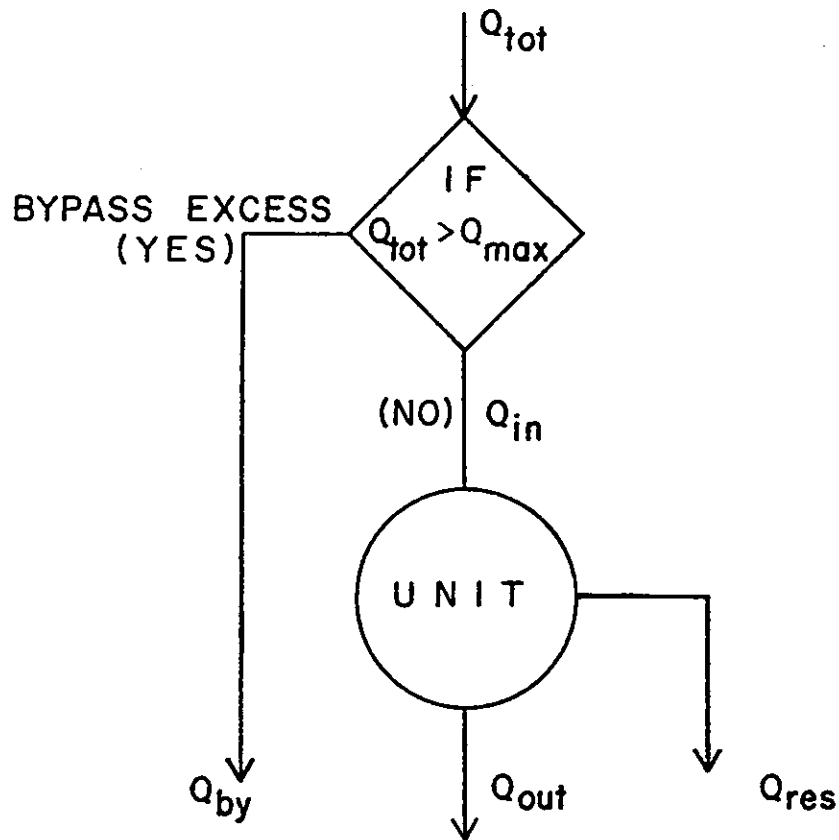 Q_tot
IF
BYPASS EXCESS
(YES)
Q_tot > Q_max
(NO) Q_in
UNIT
Q_by
Q_out
Q_res